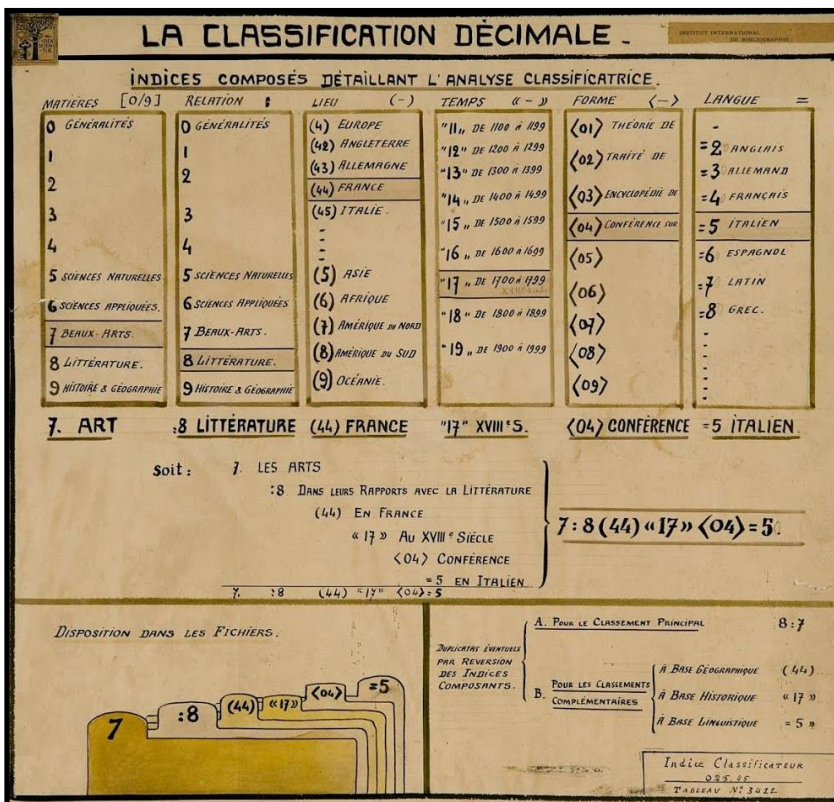 LA CLASSIFICATION DÈCIMALE.
INSTITUT INTERNATIONAL
DE BIBLIOGRAPHIE
INDICES COMPOSÉS DÉTAILLANT L'ANALYSE CLASSIFICATRICE.
MATIÈRES [0/9]
0 GÉNÉRALITÉS
1
2
3
4
5 SCIENCES NATURELLES
6 SCIENCES APPLIQUÉES.
7 BEAUX-ARTS.
8 LITTÉRATURE.
9 HISTOIRE & GÉOGRAPHIE
RELATION :
0 GÉNÉRALITÉS
1
2
3
4
5 SCIENCES NATURELLES
6 SCIENCES APPLIQUÉES
7 BEAUX-ARTS.
8 LITTÉRATURE.
9 HISTOIRE & GÉOGRAPHIE
LIEU (-)
(4) EUROPE
(42) ANGLETERRE
(43) ALLEMAGNE
(44) FRANCE
(45) ITALIE.
-
-
-
(5) ASIE
(6) AFRIQUE
(7) AMÉRIQUE DU NORD
(8) AMÉRIQUE DU SUD
(9) OCÉANIE.
TEMPS « - »
"11„ DE 1100 à 1199
"12" DE 1200 à 1299
"13" DE 1300 à 1399
"14„ DE 1400 à 1499
"15„ DE 1500 à 1599
"16„ DE 1600 à 1699
"17„ DE 1700 à 1799
"18" DE 1800 à 1899
"19„ DE 1900 à 1999
FORME <->
<01> THÉORIE DE
<02> TRAITÉ DE
<03> ENCYCLOPÉDIE DE
<04> CONFÉRENCE SUR
<05>
<06>
<07>
<08>
<09>
LANGUE =
-
=2 ANGLAIS
=3 ALLEMAND
=4 FRANÇAIS
=5 ITALIEN
=6 ESPAGNOL
=7 LATIN
=8 GREC.
-
-
-
-
-
7. ART :8 LITTÉRATURE (44) FRANCE "17" XVIIIᵉ S. <04> CONFÉRENCE =5 ITALIEN.
Soit : 7. LES ARTS
:8 DANS LEURS RAPPORTS AVEC LA LITTÉRATURE
(44) EN FRANCE
« 17 » AU XVIIIᵉ SIÈCLE
<04> CONFÉRENCE
=5 EN ITALIEN
7. :8 (44) "17" <04>=5
7:8(44)«17»<04>=5
DISPOSITION DANS LES FICHIERS.
7 :8 (44) «17» <04> =5
DUPLICATAS ÉVENTUELS
PAR REVERSION
DES INDICES
COMPOSANTS.
A. POUR LE CLASSEMENT PRINCIPAL 8:7
B. POUR LES CLASSEMENTS
COMPLÉMENTAIRES
À BASE GÉOGRAPHIQUE (44)
À BASE HISTORIQUE «17»
À BASE LINGUISTIQUE =5 »
Indice Classificateur
025.45
TABLEAU N° 3422